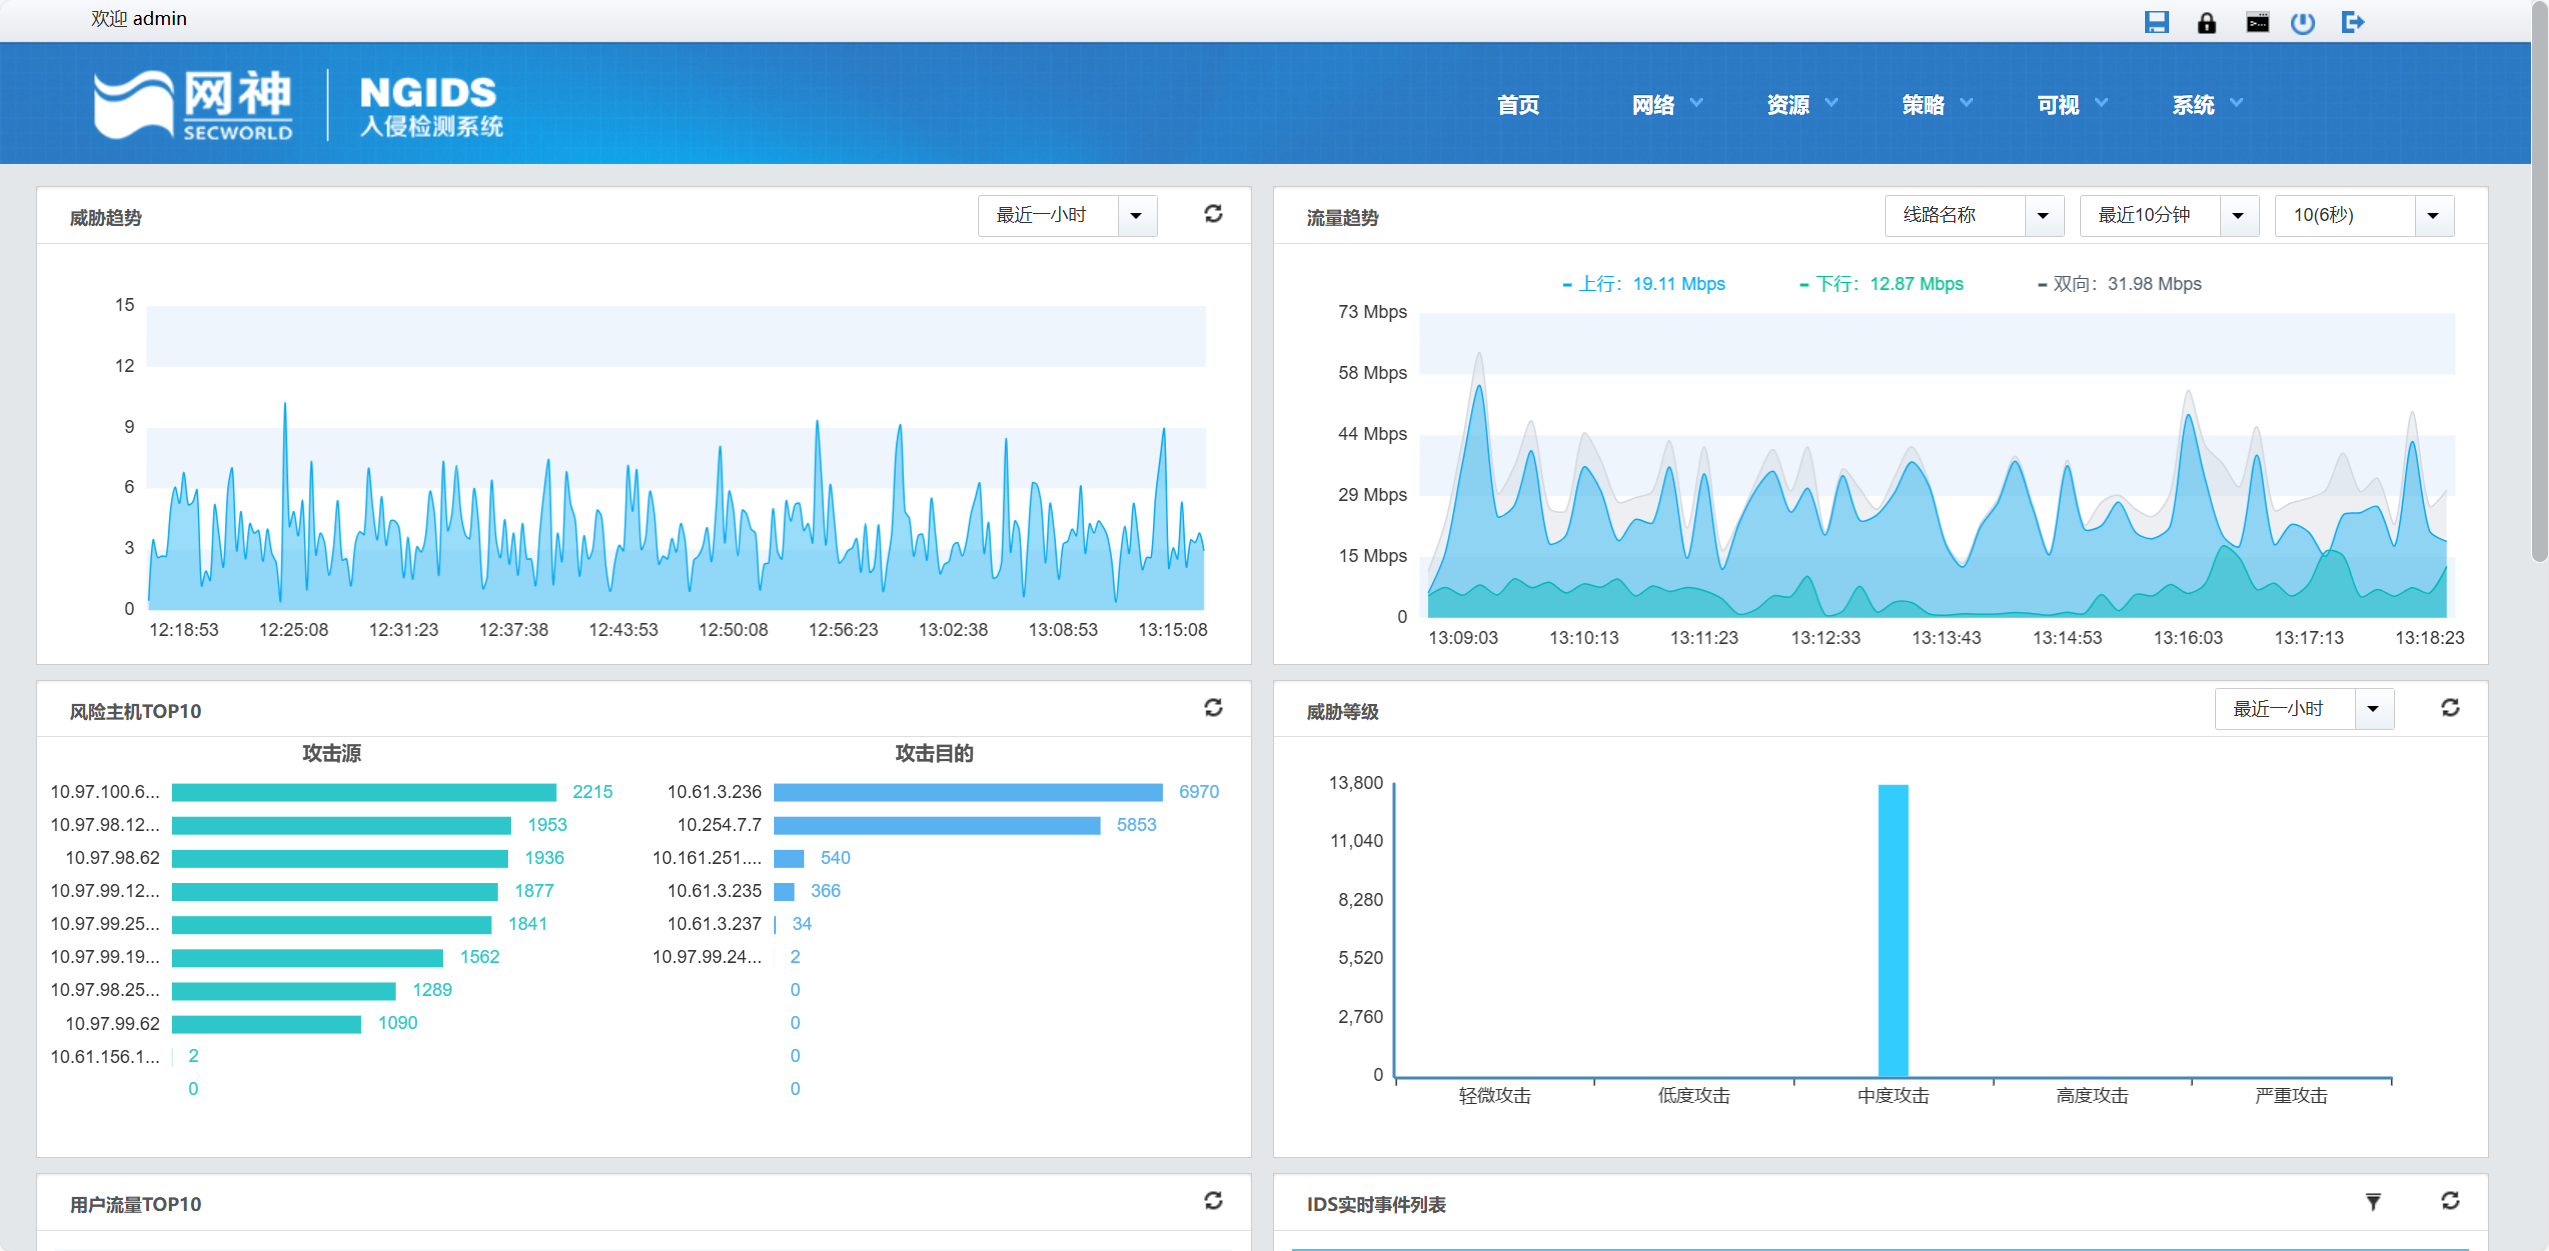 欢迎 admin
网神
SECWORLD
NGIDS
入侵检测系统
首页
网络
资源
策略
可视
系统
威胁趋势
最近一小时
15
12
9
6
3
0
12:18:53
12:25:08
12:31:23
12:37:38
12:43:53
12:50:08
12:56:23
13:02:38
13:08:53
13:15:08
流量趋势
线路名称
最近10分钟
10(6秒)
上行：19.11 Mbps
下行：12.87 Mbps
双向：31.98 Mbps
73 Mbps
58 Mbps
44 Mbps
29 Mbps
15 Mbps
0
13:09:03
13:10:13
13:11:23
13:12:33
13:13:43
13:14:53
13:16:03
13:17:13
13:18:23
风险主机TOP10
攻击源
10.97.100.6... 2215
10.97.98.12... 1953
10.97.98.62 1936
10.97.99.12... 1877
10.97.99.25... 1841
10.97.99.19... 1562
10.97.98.25... 1289
10.97.99.62 1090
10.61.156.1... 2
0
攻击目的
10.61.3.236 6970
10.254.7.7 5853
10.161.251.... 540
10.61.3.235 366
10.61.3.237 34
10.97.99.24... 2
0
0
0
0
威胁等级
最近一小时
13,800
11,040
8,280
5,520
2,760
0
轻微攻击
低度攻击
中度攻击
高度攻击
严重攻击
用户流量TOP10
IDS实时事件列表